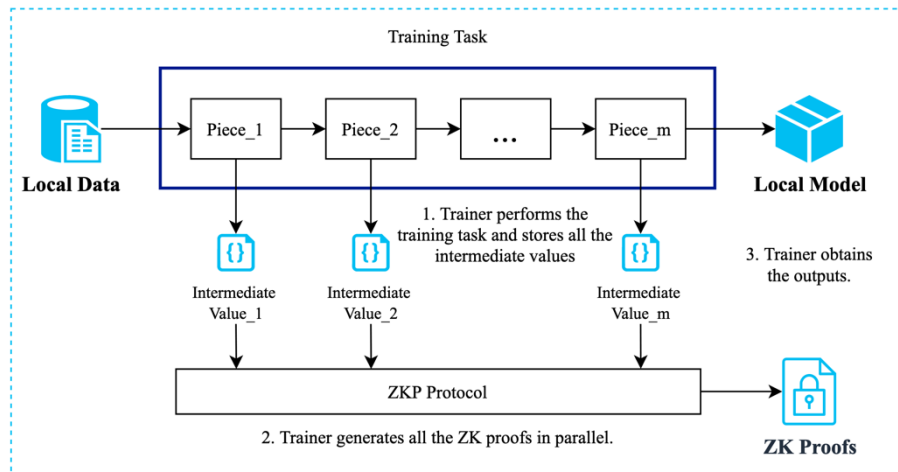 Training Task
Piece_1
Piece_2
...
Piece_m
Local Data
Local Model
1. Trainer performs the
training task and stores all the
intermediate values
{}
{}
{}
3. Trainer obtains
the outputs.
Intermediate
Value_1
Intermediate
Value_2
Intermediate
Value_m
ZKP Protocol
2. Trainer generates all the ZK proofs in parallel.
ZK Proofs